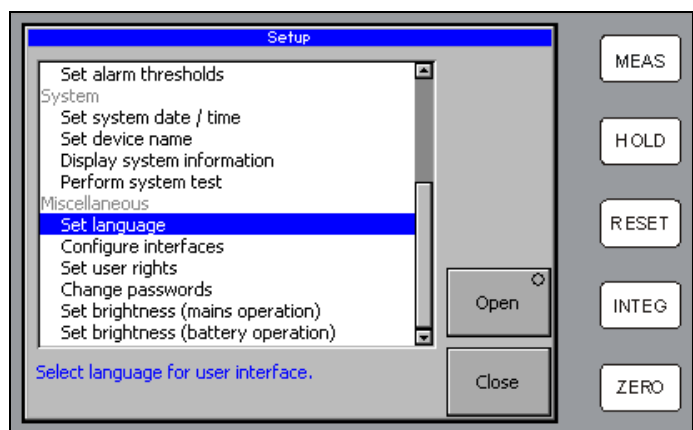 Setup
Set alarm thresholds
System
Set system date / time
Set device name
Display system information
Perform system test
Miscellaneous
Set language
Configure interfaces
Set user rights
Change passwords
Set brightness (mains operation)
Set brightness (battery operation)
Select language for user interface.
Open
Close
MEAS
HOLD
RESET
INTEG
ZERO